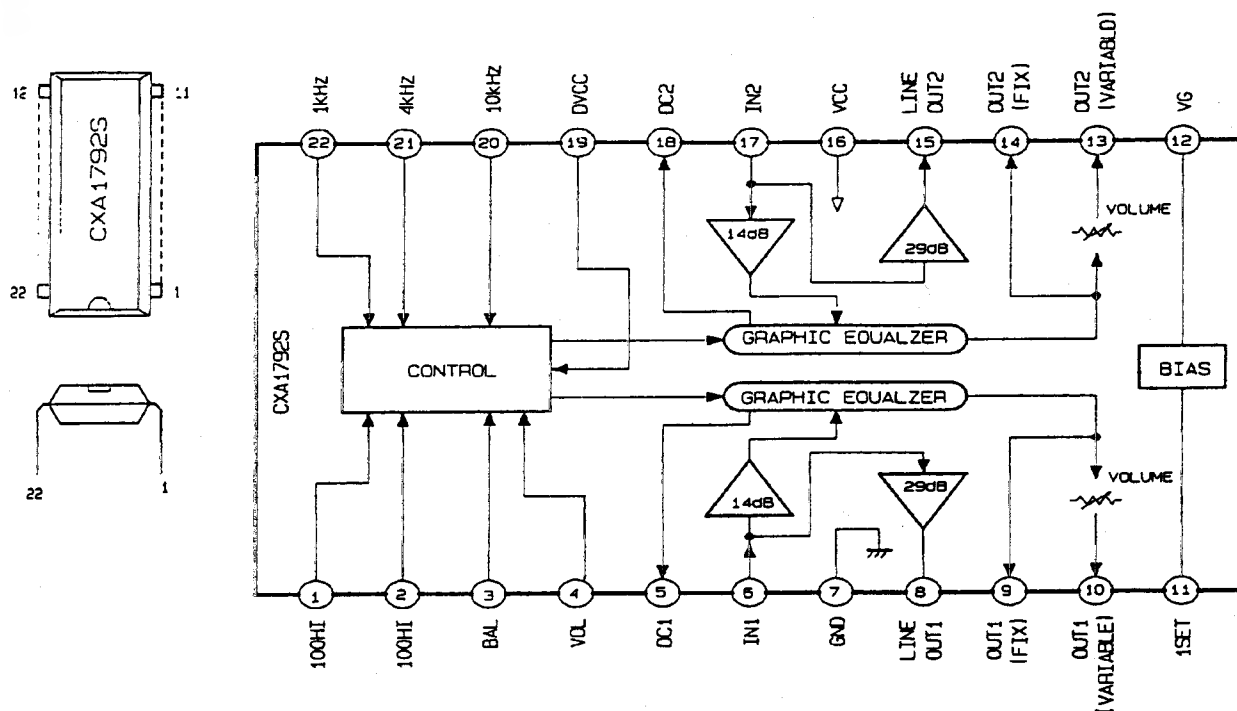 12
11
CXA1792S
22
1
22
1
1kHz
4kHz
10kHz
DVCC
DC2
IN2
VCC
LINE
OUT2
OUT2
(FIX)
OUT2
(VARIABLD)
VG
22
21
20
19
18
17
16
15
14
13
12
14dB
29dB
VOLUME
CXA1792S
CONTROL
GRAPHIC EQUALZER
GRAPHIC EQUALZER
BIAS
14dB
29dB
VOLUME
1
2
3
4
5
6
7
8
9
10
11
100HI
100HI
BAL
VOL
DC1
IN1
GND
LINE
OUT1
OUT1
(FIX)
OUT1
(VARIABLE)
1SET